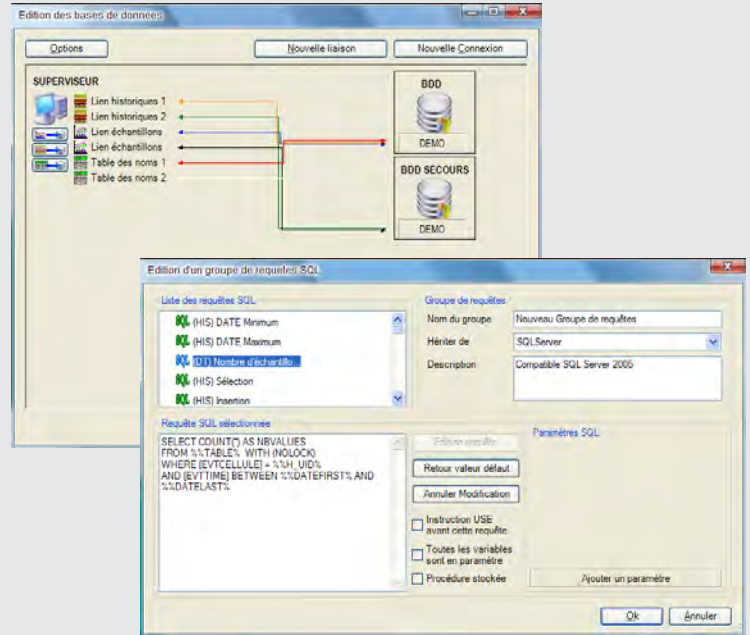 Edition des bases de données
Options
Nouvelle liaison
Nouvelle Connexion
SUPERVISEUR
Lien historiques 1
Lien historiques 2
Lien échantillons
Lien échantillons
Table des noms 1
Table des noms 2
BDD
DEMO
BDD SECOURS
DEMO
Edition d'un groupe de requetes SQL
Liste des requêtes SQL
SQL (HIS) DATE Minimum
SQL (HIS) DATE Maximum
SQL (DT) Nombre d'échantillo...
SQL (HIS) Sélection
SQL (HIS) Insertion
Groupe de requêtes
Nom du groupe
Nouveau Groupe de requêtes
Hériter de
SQLServer
Description
Compatible SQL Server 2005
Requête SQL sélectionnée
SELECT COUNT(*) AS NBVALUES
FROM %%TABLE% WITH (NOLOCK)
WHERE [EVTCELLULE] = %%H_UID%
AND [EVTTIME] BETWEEN %%DATEFIRST% AND
%%DATELAST%
Edition requête
Retour valeur défaut
Annuler Modification
Instruction USE
avant cette requête
Toutes les variables
sont en paramètre
Procédure stockée
Paramètres SQL
Ajouter un paramètre
Ok
Annuler